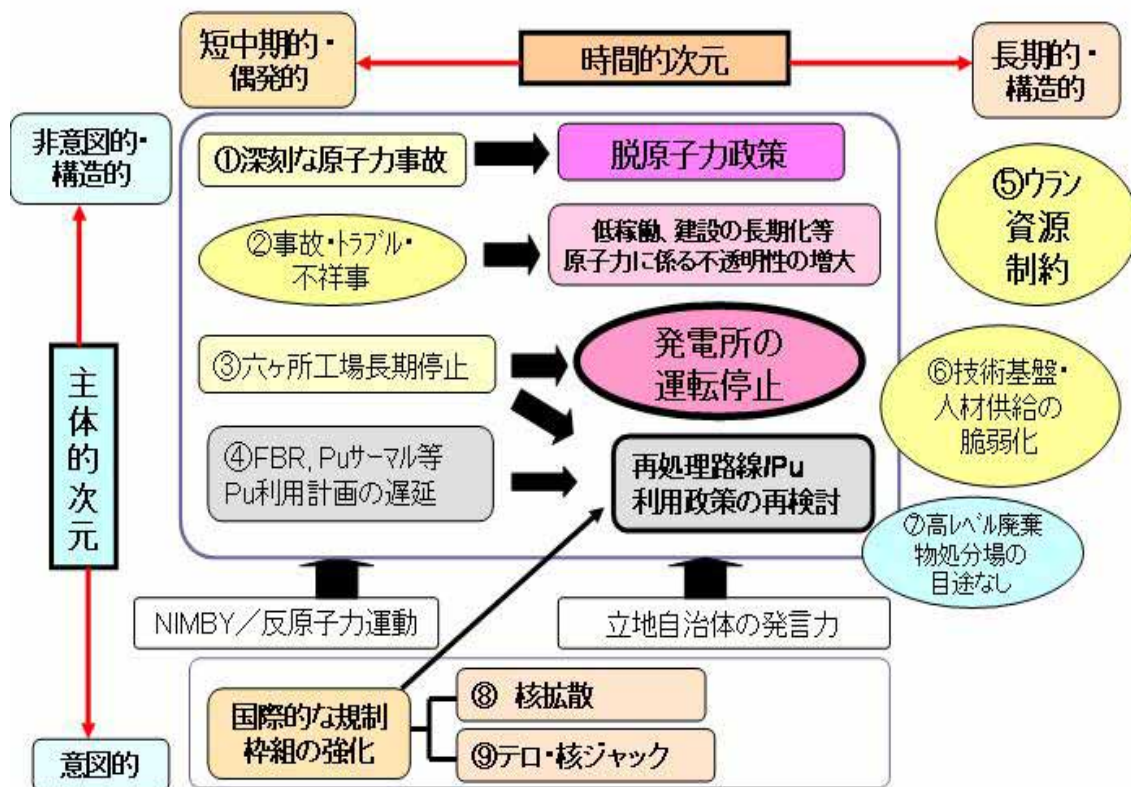 短中期的・
偶発的
時間的次元
長期的・
構造的
非意図的・
構造的
①深刻な原子力事故
脱原子力政策
⑤ウラン
資源
制約
②事故・トラブル・
不祥事
低稼働、建設の長期化等
原子力に係る不透明性の増大
主体的次元
③六ヶ所工場長期停止
発電所の
運転停止
⑥技術基盤・
人材供給の
脆弱化
④FBR, Puサーマル等
Pu利用計画の遅延
再処理路線/Pu
利用政策の再検討
⑦高レベル廃棄
物処分場の
目途なし
NIMBY/反原子力運動
立地自治体の発言力
国際的な規制
枠組の強化
⑧ 核拡散
⑨テロ・核ジャック
意図的